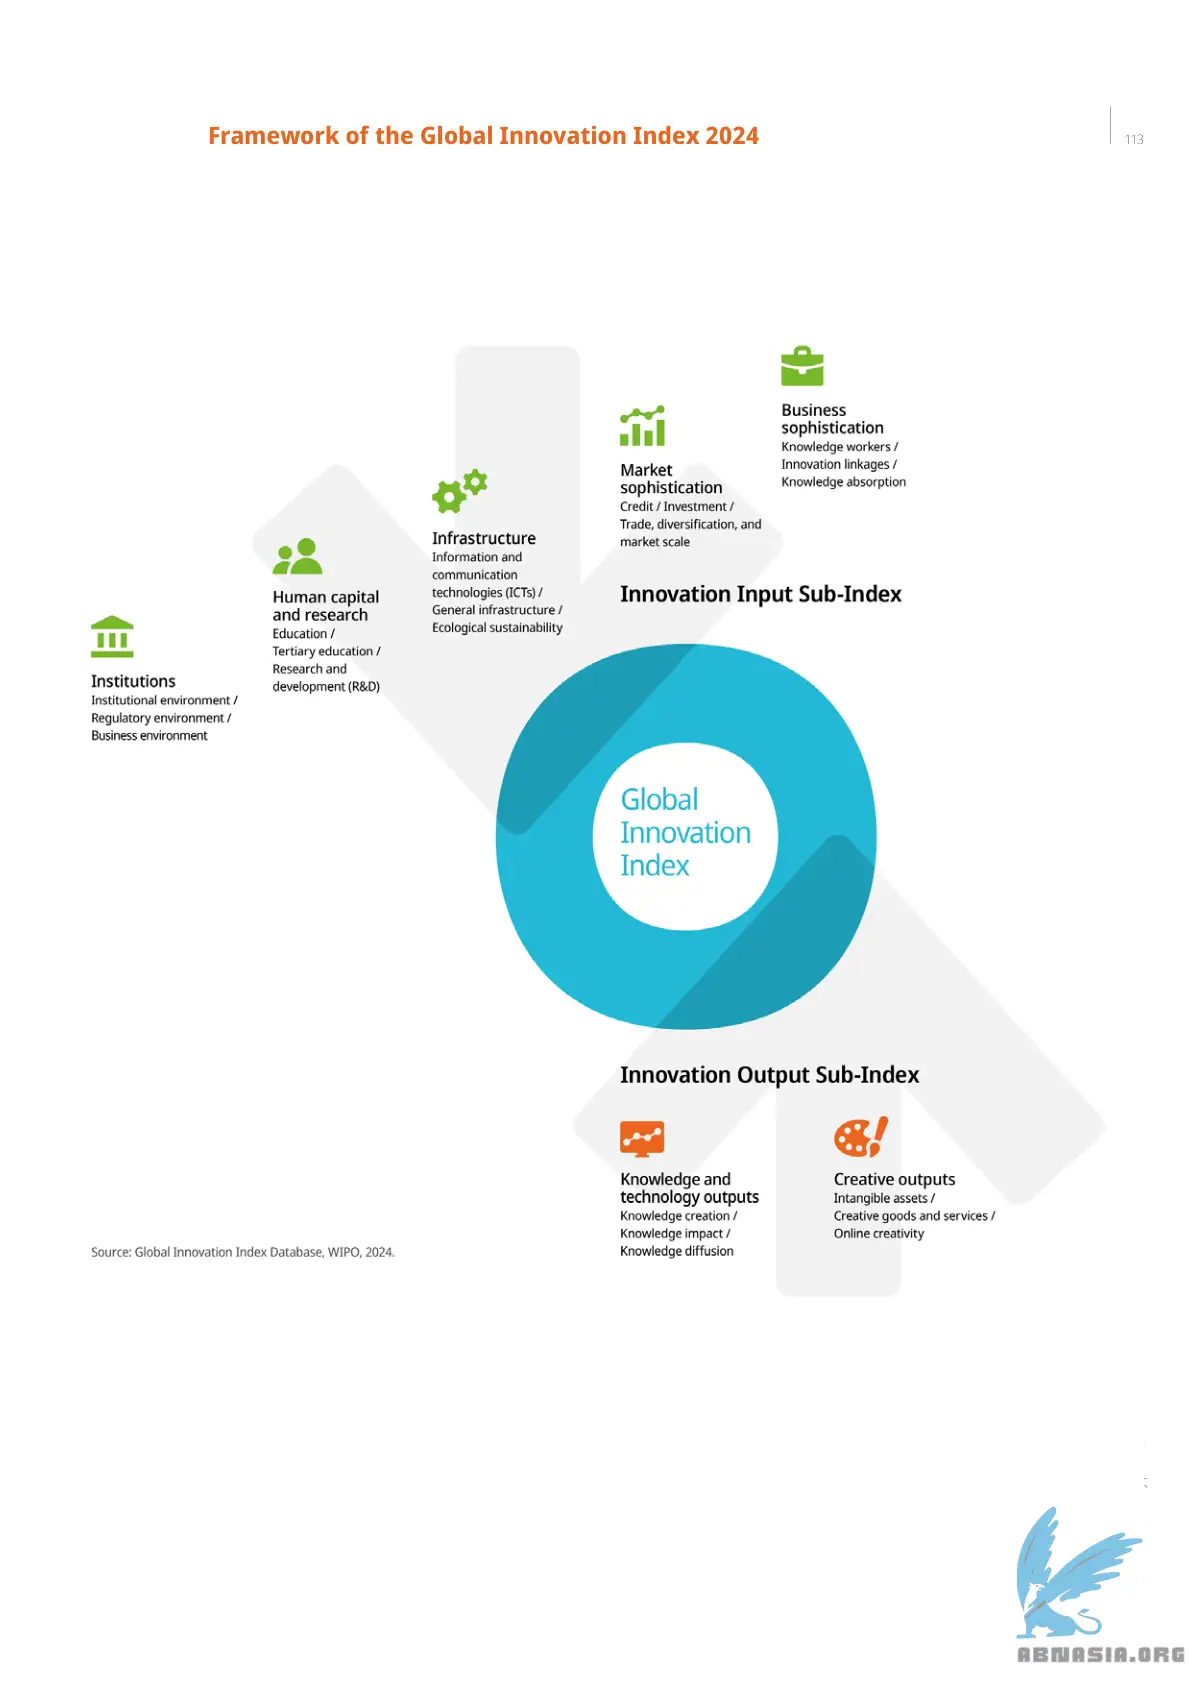 Framework of the Global Innovation Index 2024
113
Business
sophistication
Knowledge workers /
Innovation linkages /
Knowledge absorption
Market
sophistication
Credit / Investment /
Trade, diversification, and
market scale
Infrastructure
Information and
communication
technologies (ICTs) /
General infrastructure /
Ecological sustainability
Human capital
and research
Education /
Tertiary education /
Research and
development (R&D)
Institutions
Institutional environment /
Regulatory environment /
Business environment
Innovation Input Sub-Index
Global
Innovation
Index
Innovation Output Sub-Index
Knowledge and
technology outputs
Knowledge creation /
Knowledge impact /
Knowledge diffusion
Creative outputs
Intangible assets /
Creative goods and services /
Online creativity
Source: Global Innovation Index Database, WIPO, 2024.
ABNASIA.ORG